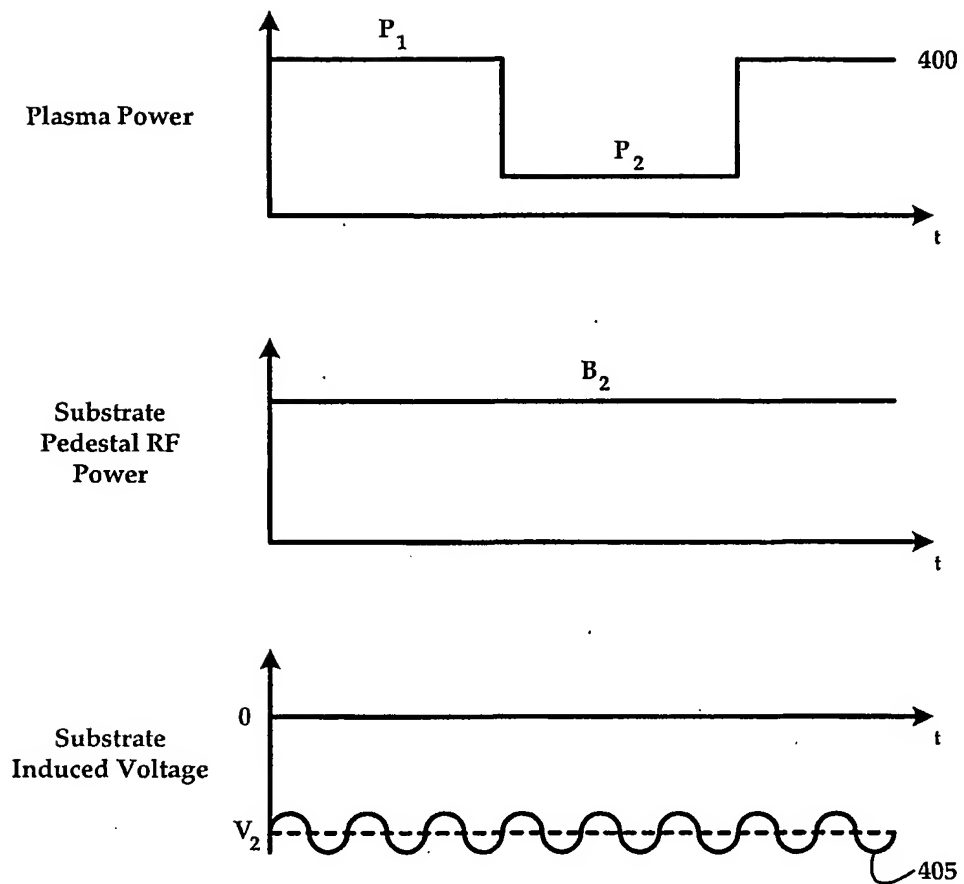 P1
400
Plasma Power
P2
t
B2
Substrate
Pedestal RF
Power
t
0
t
Substrate
Induced Voltage
V2
405